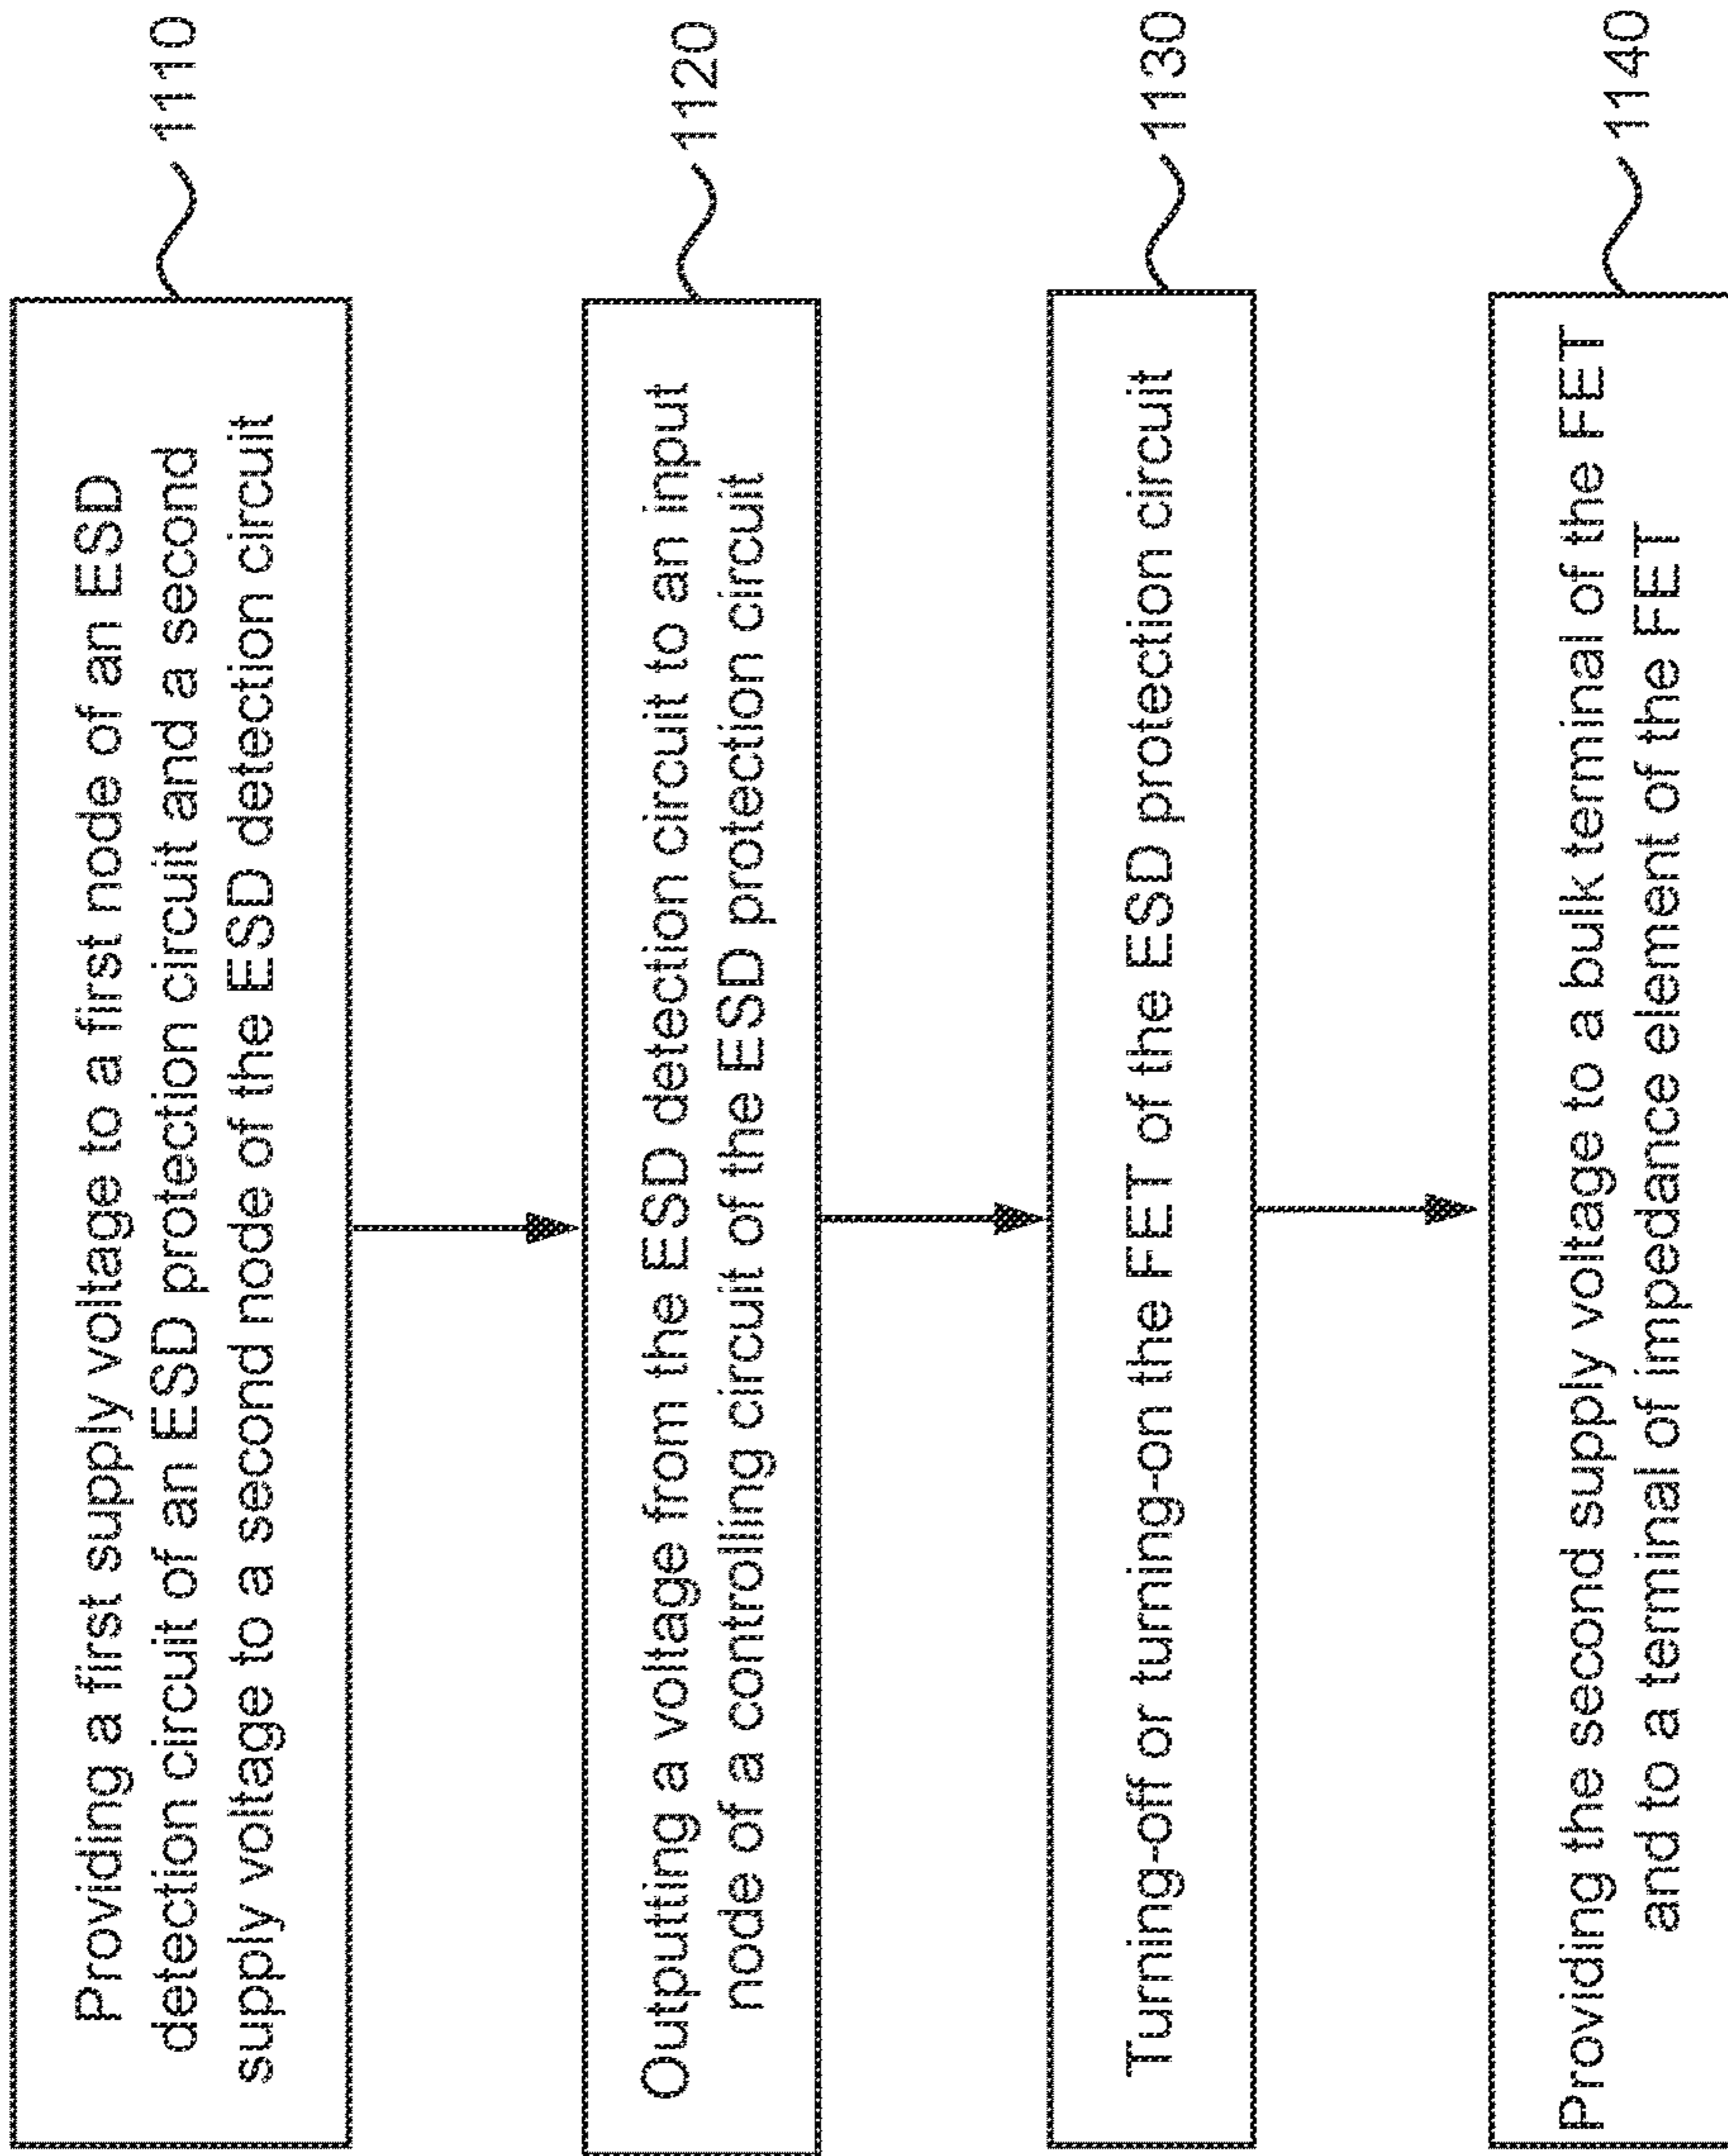 Providing a first supply voltage to a first node of an ESD
detection circuit of an ESD protection circuit and a second
supply voltage to a second node of the ESD detection circuit
1110
Outputting a voltage from the ESD detection circuit to an input
node of a controlling circuit of the ESD protection circuit
1120
Turning-off or turning-on the FET of the ESD protection circuit
1130
Providing the second supply voltage to a bulk terminal of the FET
and to a terminal of impedance element of the FET
1140